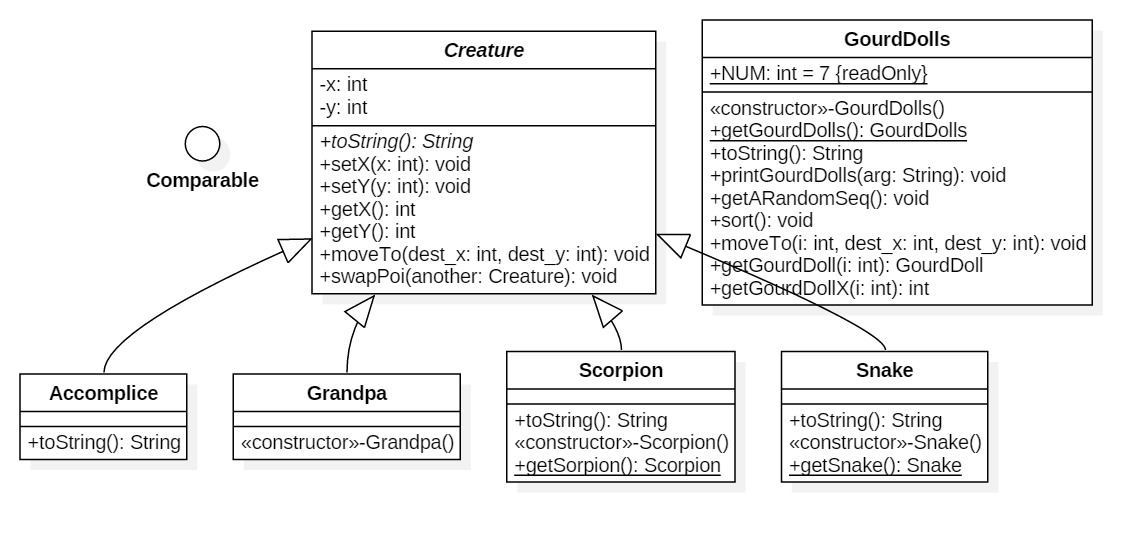 Creature
-x: int
-y: int
+toString(): String
+setX(x: int): void
+setY(y: int): void
+getX(): int
+getY(): int
+moveTo(dest_x: int, dest_y: int): void
+swapPoi(another: Creature): void
GourdDolls
+NUM: int = 7 {readOnly}
«constructor»-GourdDolls()
+getGourdDolls(): GourdDolls
+toString(): String
+printGourdDolls(arg: String): void
+getARandomSeq(): void
+sort(): void
+moveTo(i: int, dest_x: int, dest_y: int): void
+getGourdDoll(i: int): GourdDoll
+getGourdDollX(i: int): int
Comparable
Accomplice
+toString(): String
Grandpa
«constructor»-Grandpa()
Scorpion
+toString(): String
«constructor»-Scorpion()
+getSorpion(): Scorpion
Snake
+toString(): String
«constructor»-Snake()
+getSnake(): Snake